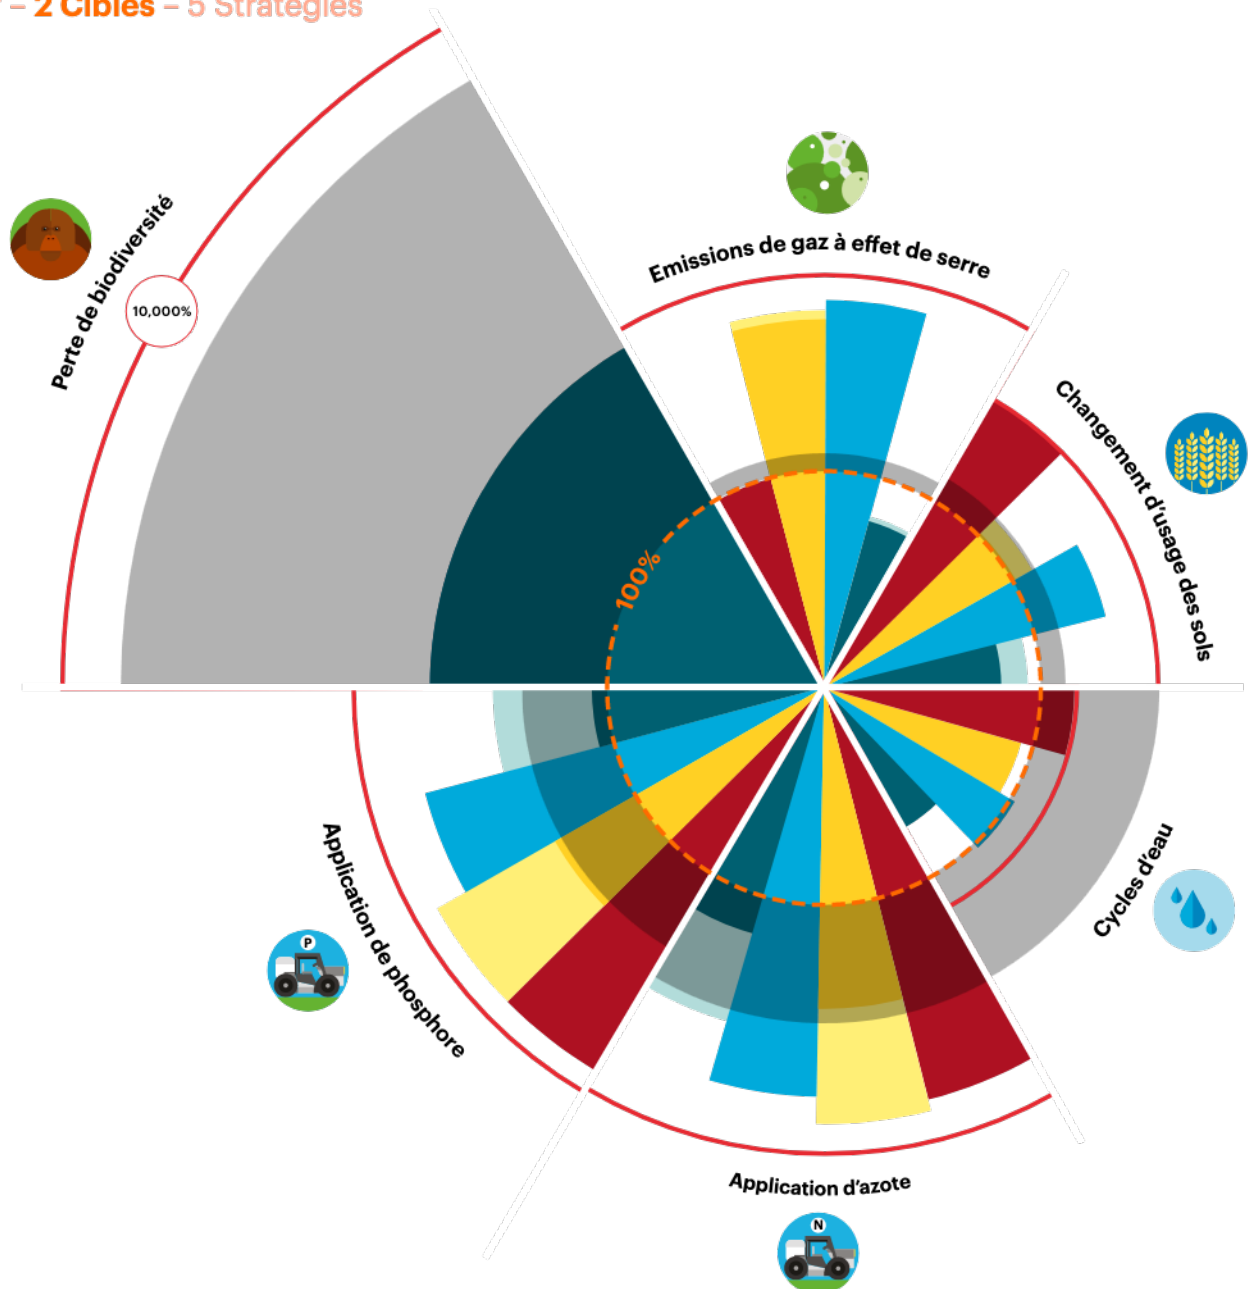 – 2 Cibles – 5 Stratégies
Emissions de gaz à effet de serre
Perte de biodiversité
10,000%
Changement d'usage des sols
100%
Cycles d'eau
Application de phosphore
P
Application d'azote
N